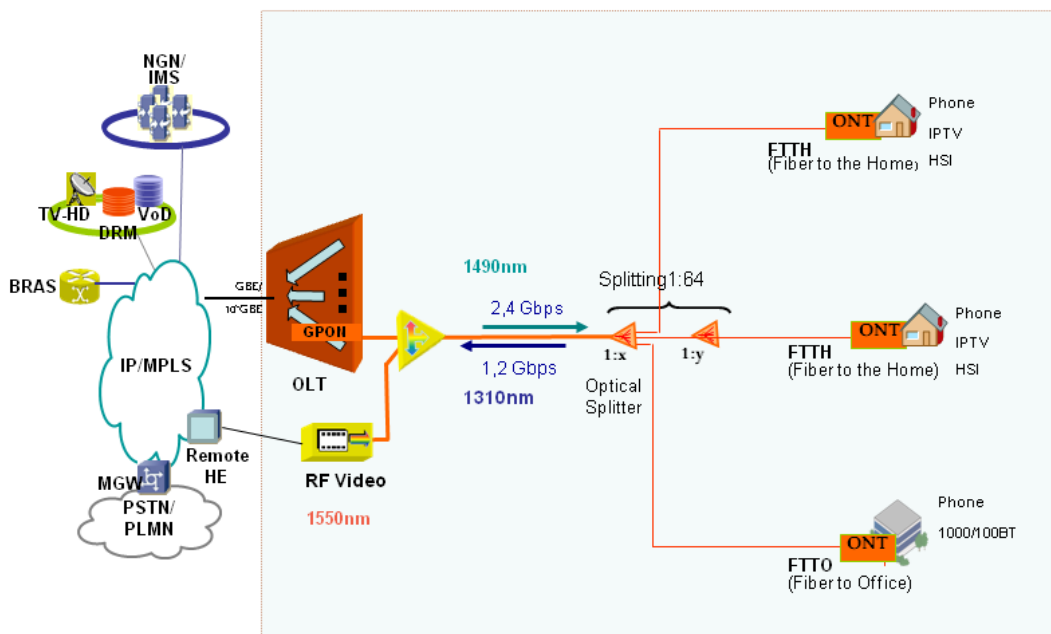 NGN/
IMS
TV-HD
VoD
DRM
BRAS
IP/MPLS
Remote
HE
MGW
PSTN/
PLMN
GBE/
10*GBE
GPON
OLT
RF Video
1550nm
1490nm
2,4 Gbps
1,2 Gbps
1310nm
Splitting1:64
1:x
1:y
Optical
Splitter
ONT
FTTH
(Fiber to the Home)
Phone
IPTV
HSI
ONT
FTTH
(Fiber to the Home)
Phone
IPTV
HSI
ONT
FTTO
(Fiber to Office)
Phone
1000/100BT